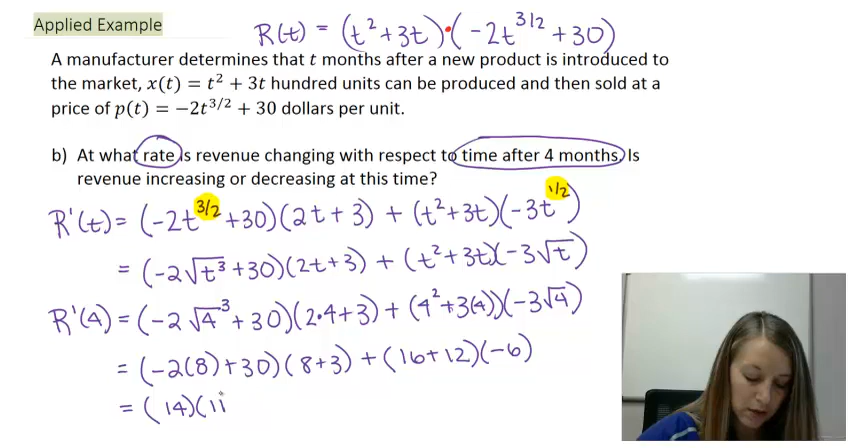 Applied Example
R(t) = (t² + 3t)·(-2t^{3/2} + 30)
A manufacturer determines that t months after a new product is introduced to
the market, x(t) = t² + 3t hundred units can be produced and then sold at a
price of p(t) = −2t^{3/2} + 30 dollars per unit.
b) At what rate is revenue changing with respect to time after 4 months. Is
revenue increasing or decreasing at this time?
R'(t) = (-2t^{3/2} + 30)(2t + 3) + (t² + 3t)(-3t^{1/2})
= (-2√t³ + 30)(2t + 3) + (t² + 3t)(-3√t)
R'(4) = (-2√4³ + 30)(2·4 + 3) + (4² + 3(4))(-3√4)
= (-2(8) + 30)(8 + 3) + (16 + 12)(-6)
= (14)(11